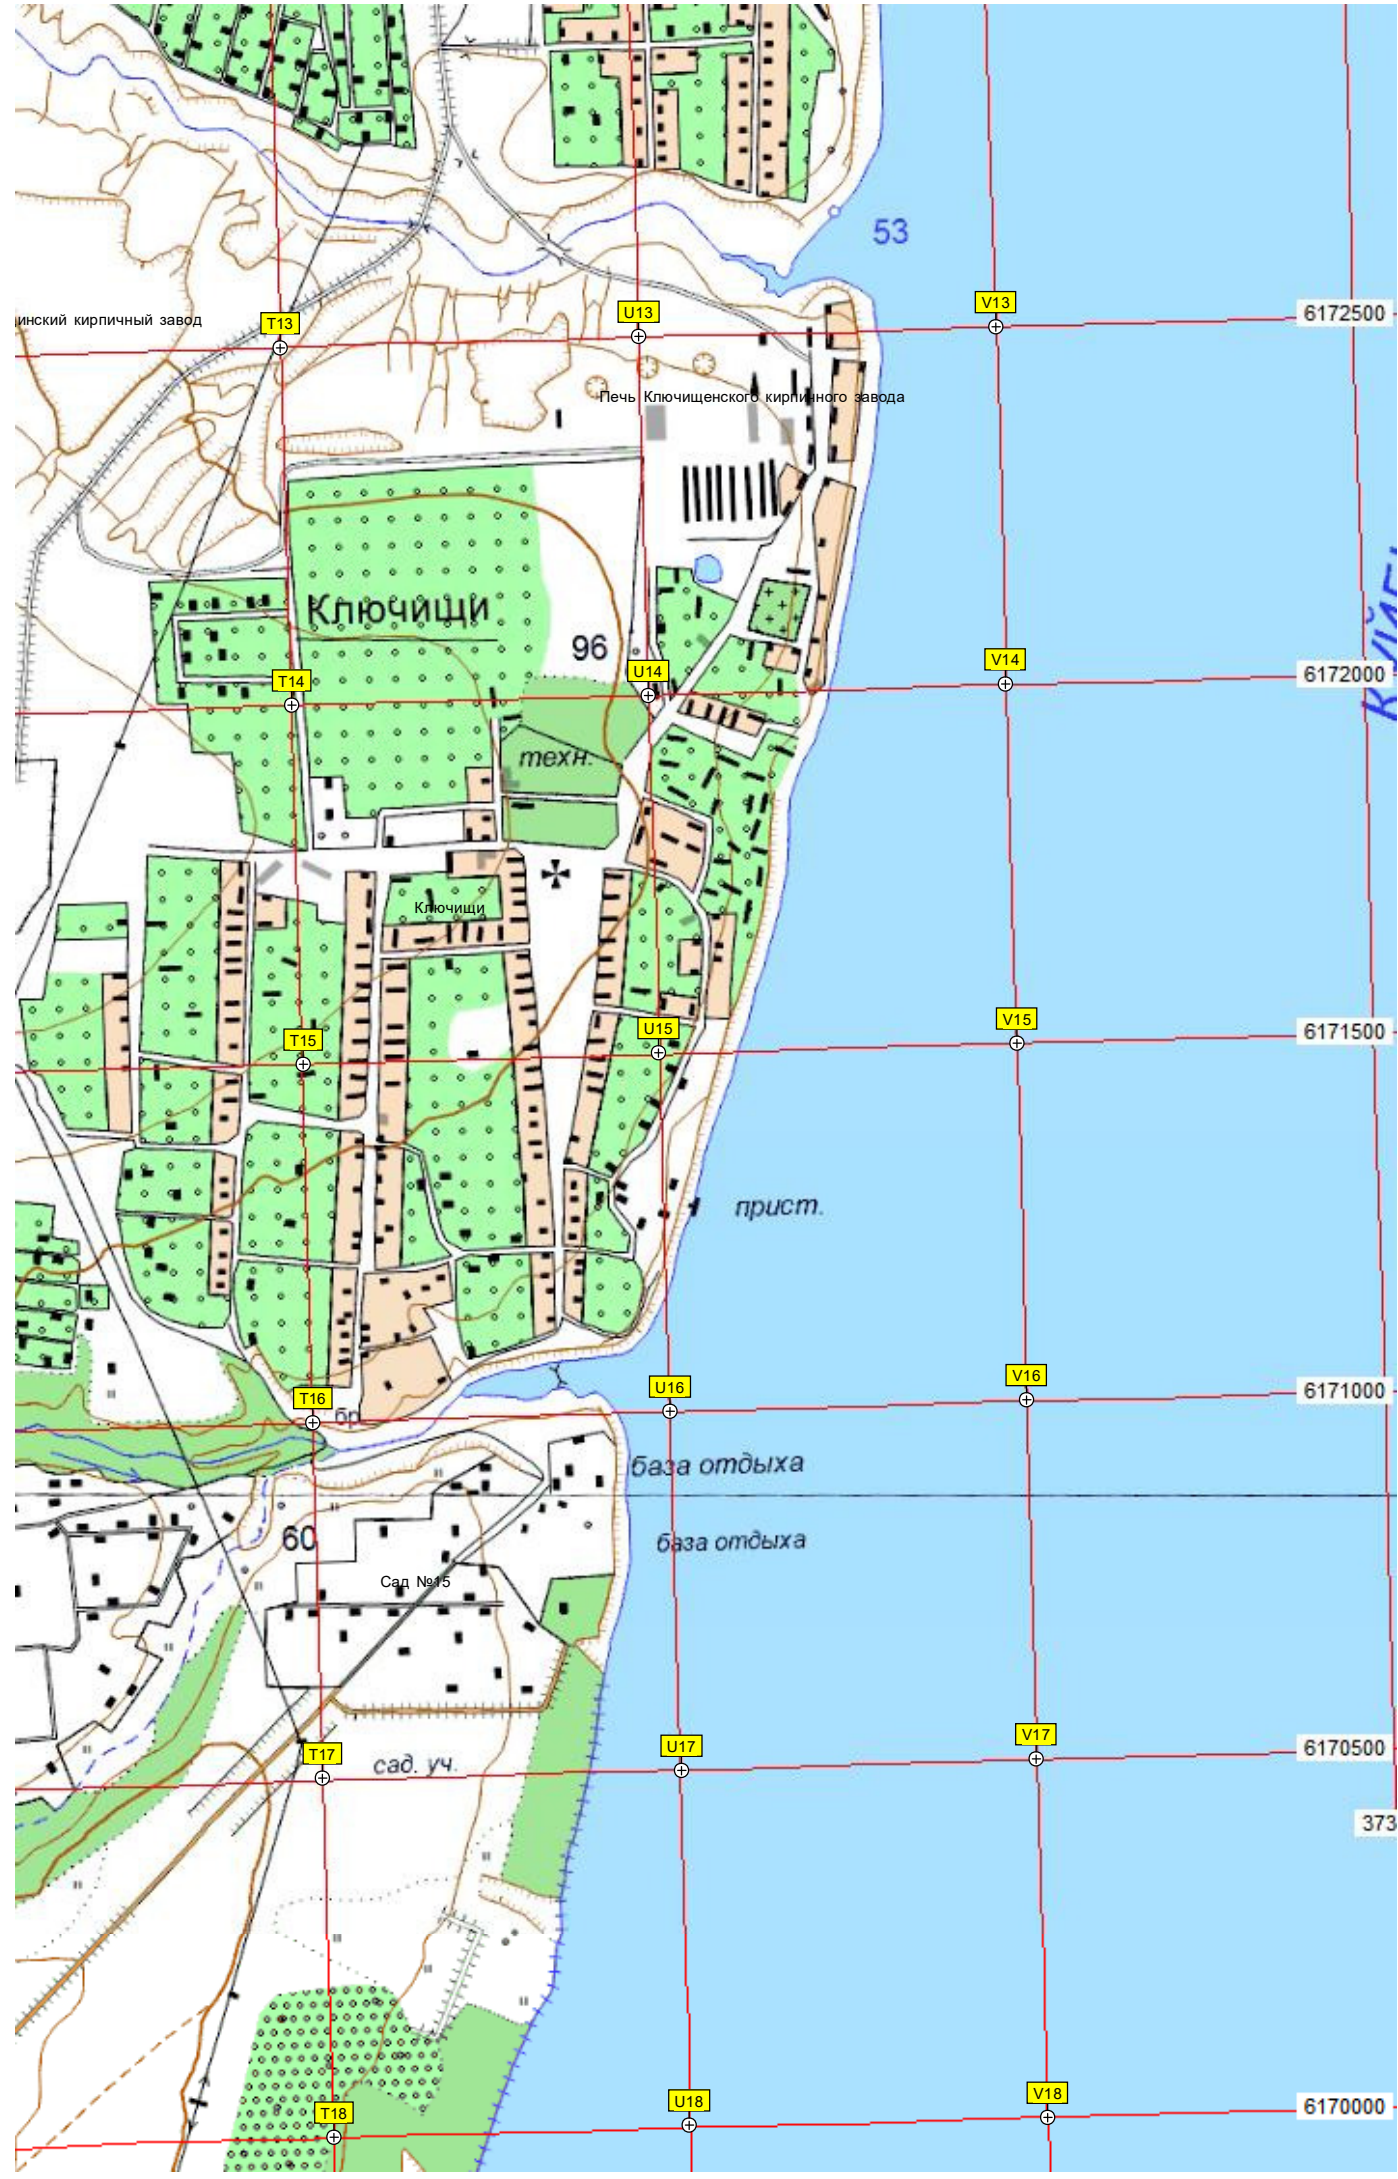 53
V13
U13
6172500
инский кирпичный завод
T13
Печь Ключищенского кирпичного завода
Ключищи
96
V14
U14
6172000
T14
техн.
Ключищи
V15
U15
6171500
T15
прист.
V16
U16
6171000
T16
бр
база отдыха
60
база отдыха
Сад №15
V17
U17
6170500
T17
сад. уч.
373
V18
U18
6170000
T18